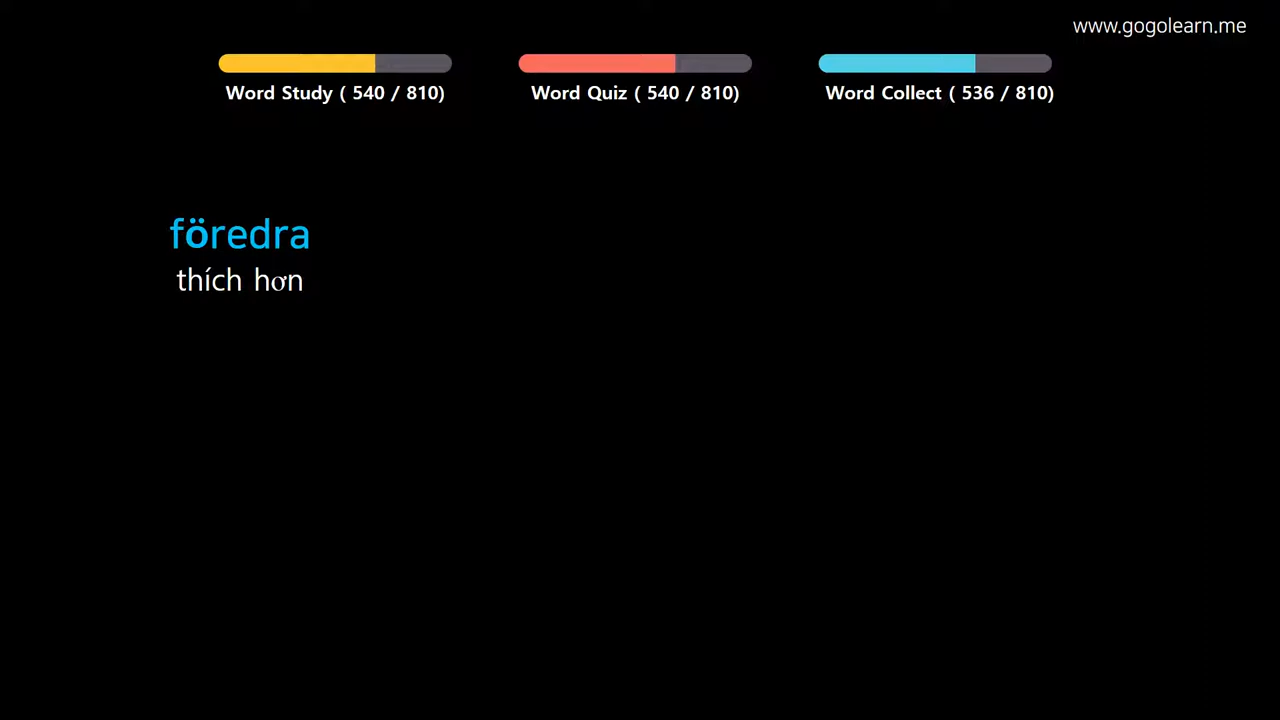 www.gogolearn.me
Word Study ( 540 / 810)
Word Quiz ( 540 / 810)
Word Collect ( 536 / 810)
föredra
thích hơn